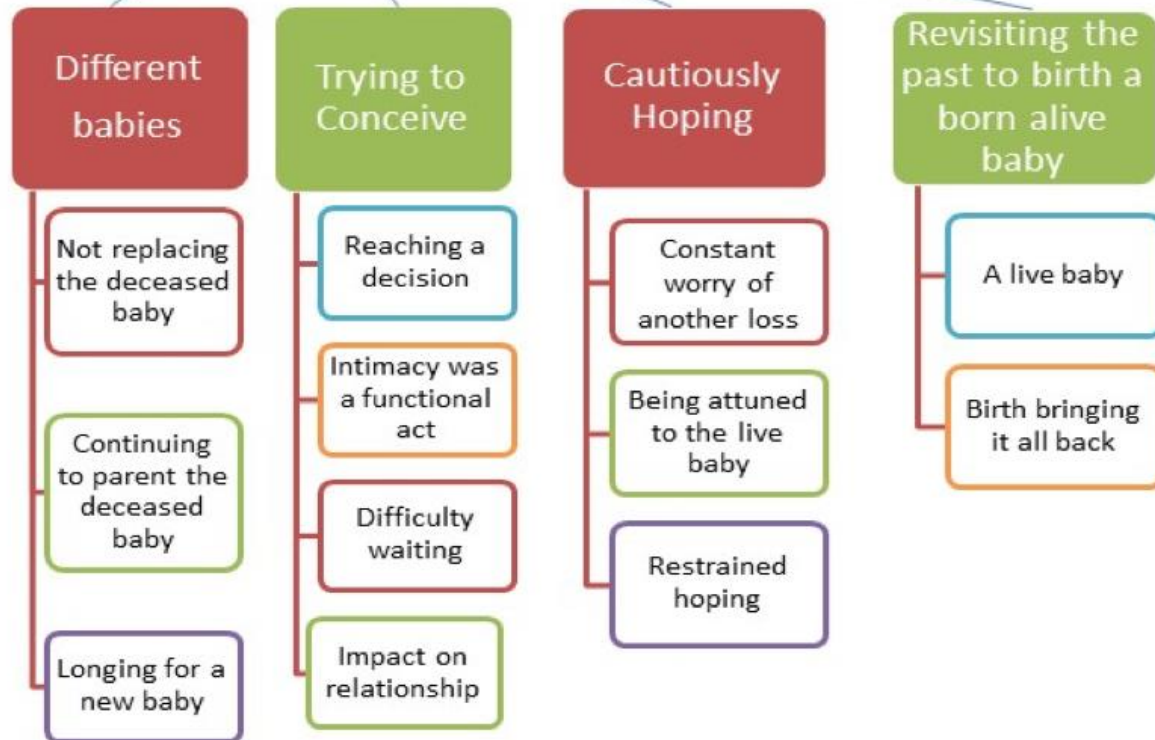 Different
babies
Not replacing
the deceased
baby
Continuing
to parent the
deceased
baby
Longing for a
new baby
Trying to
Conceive
Reaching a
decision
Intimacy was
a functional
act
Difficulty
waiting
Impact on
relationship
Cautiously
Hoping
Constant
worry of
another loss
Being attuned
to the live
baby
Restrained
hoping
Revisiting the
past to birth a
born alive
baby
A live baby
Birth bringing
it all back